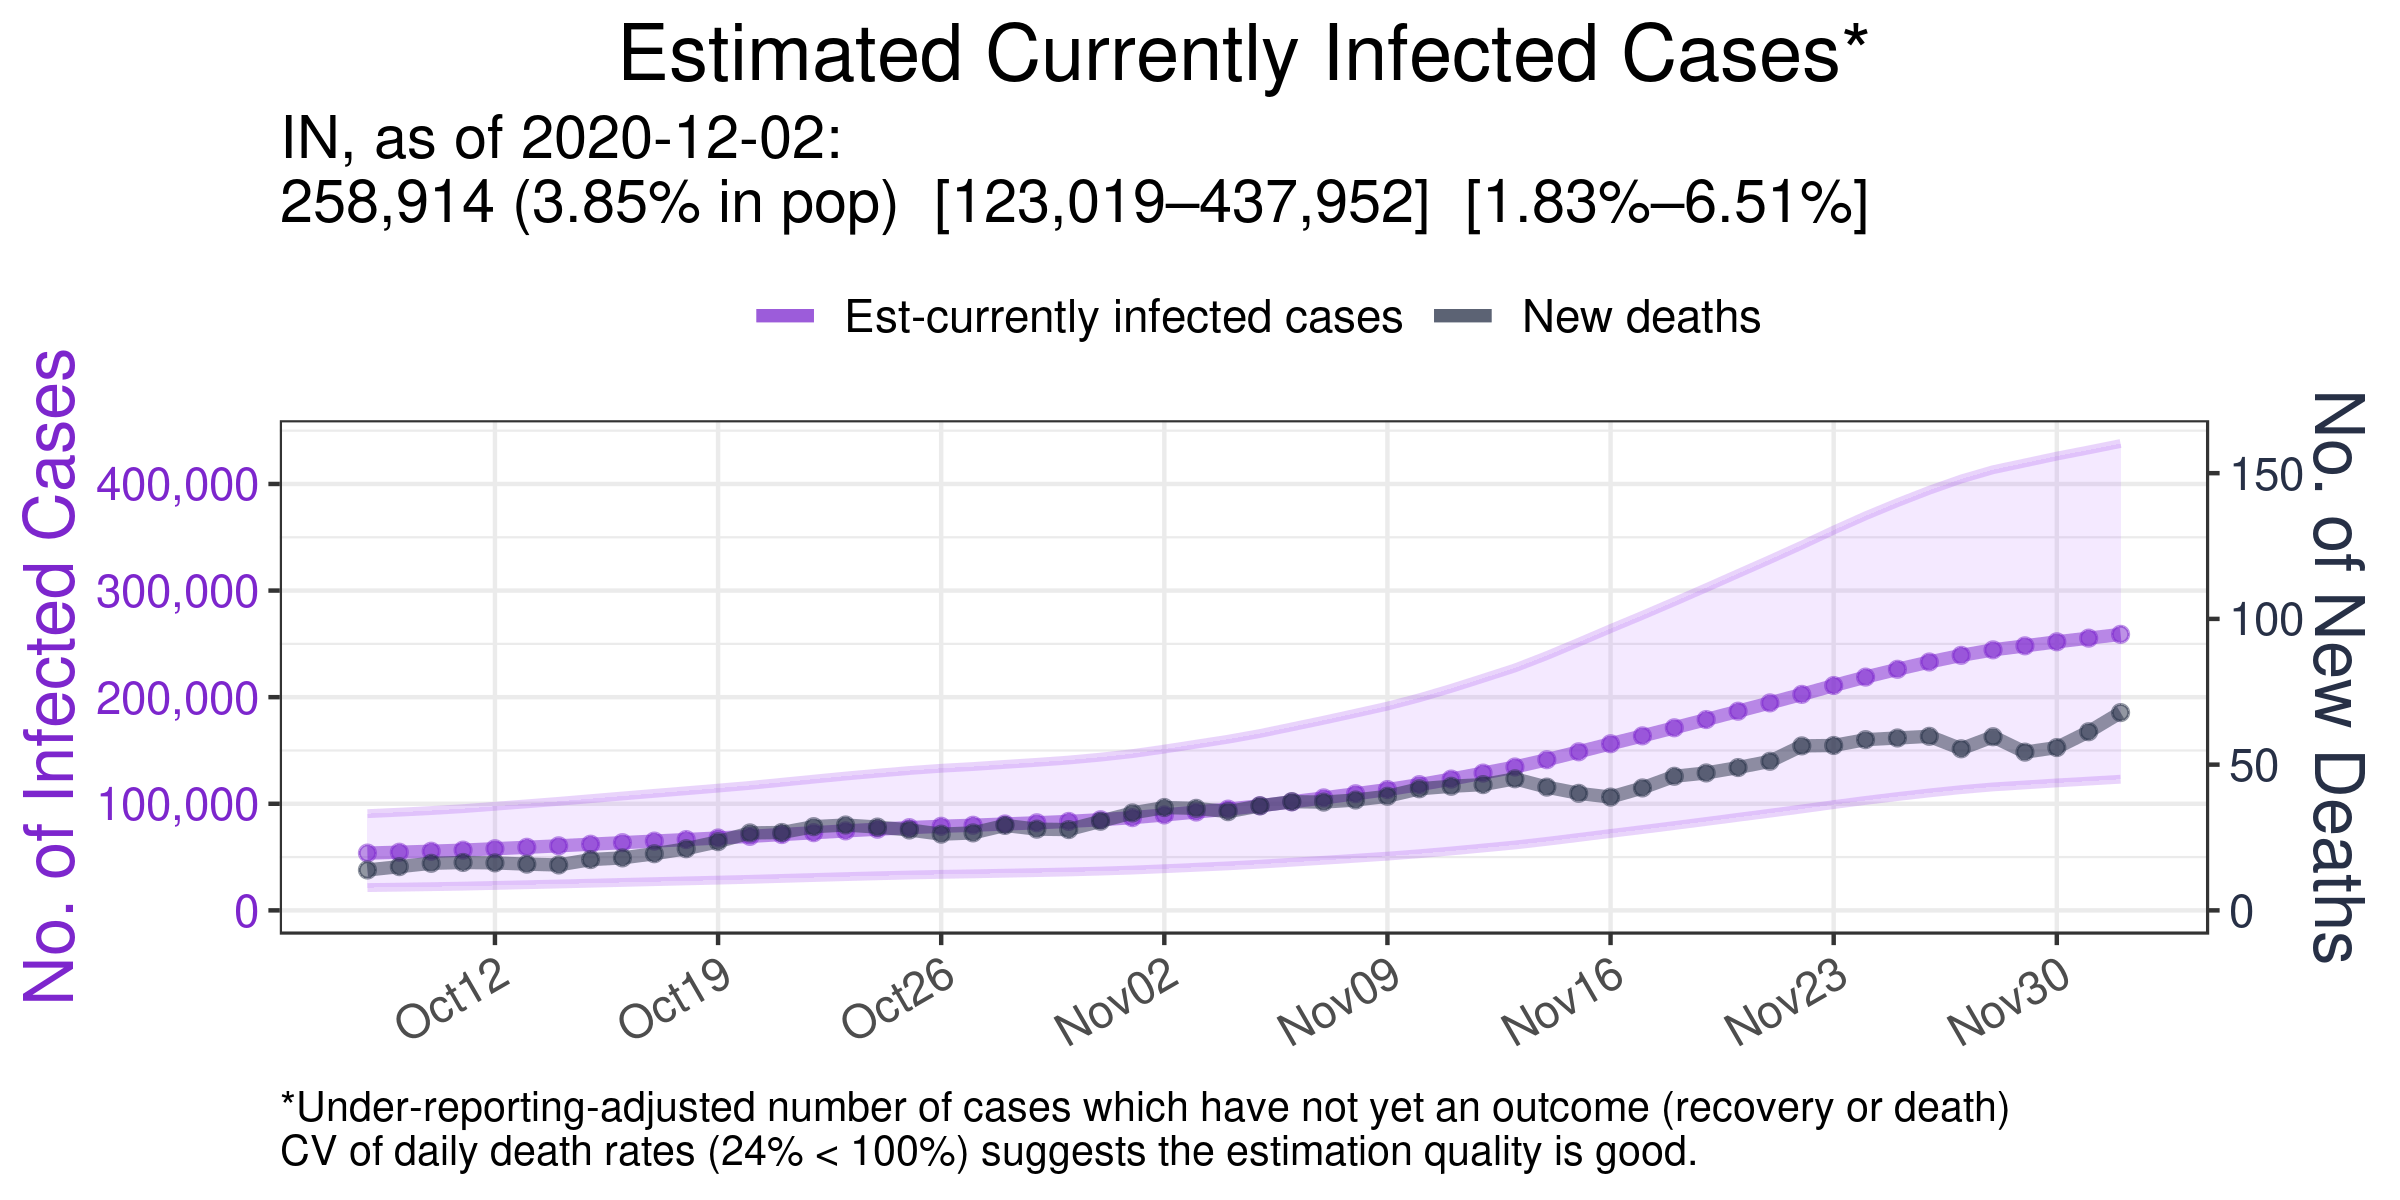 Estimated Currently Infected Cases*
IN, as of 2020-12-02:
258,914 (3.85% in pop)  [123,019–437,952]  [1.83%–6.51%]
Est-currently infected cases
New deaths
No. of Infected Cases
400,000
300,000
200,000
100,000
0
150
100
50
0
No. of New Deaths
Oct12
Oct19
Oct26
Nov02
Nov09
Nov16
Nov23
Nov30
*Under-reporting-adjusted number of cases which have not yet an outcome (recovery or death)
CV of daily death rates (24% < 100%) suggests the estimation quality is good.